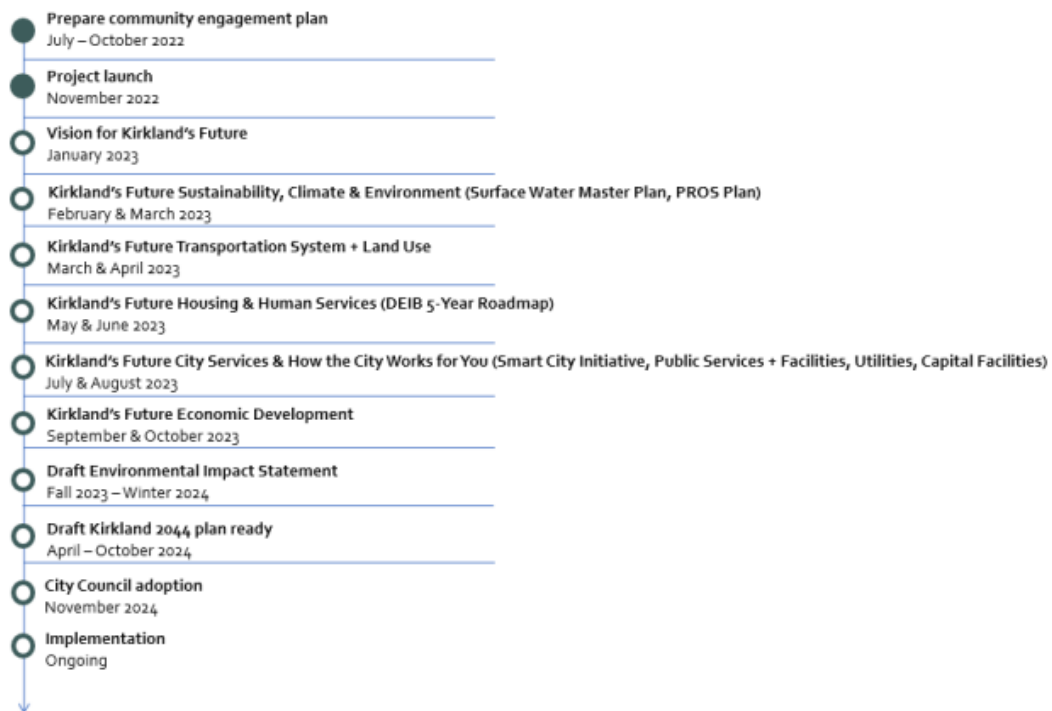 Prepare community engagement plan
July – October 2022
Project launch
November 2022
Vision for Kirkland's Future
January 2023
Kirkland's Future Sustainability, Climate & Environment (Surface Water Master Plan, PROS Plan)
February & March 2023
Kirkland's Future Transportation System + Land Use
March & April 2023
Kirkland's Future Housing & Human Services (DEIB 5-Year Roadmap)
May & June 2023
Kirkland's Future City Services & How the City Works for You (Smart City Initiative, Public Services + Facilities, Utilities, Capital Facilities)
July & August 2023
Kirkland's Future Economic Development
September & October 2023
Draft Environmental Impact Statement
Fall 2023 – Winter 2024
Draft Kirkland 2044 plan ready
April – October 2024
City Council adoption
November 2024
Implementation
Ongoing